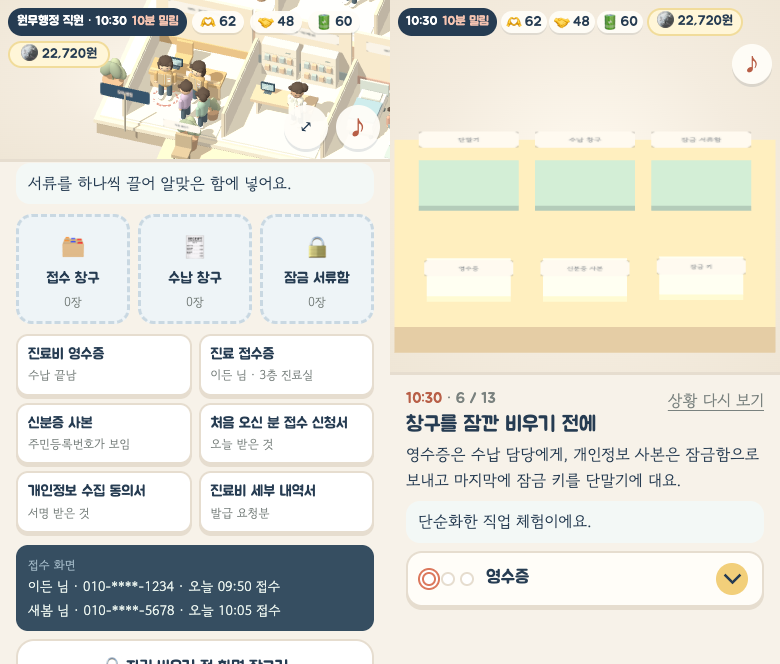 원무행정 직원 · 10:30 10분 밀림
62
48
60
22,720원
서류를 하나씩 끌어 알맞은 함에 넣어요.
접수 창구
0장
수납 창구
0장
잠금 서류함
0장
진료비 영수증
수납 끝남
진료 접수증
이든 님 · 3층 진료실
신분증 사본
주민등록번호가 보임
처음 오신 분 접수 신청서
오늘 받은 것
개인정보 수집 동의서
서명 받은 것
진료비 세부 내역서
발급 요청분
접수 화면
이든 님 · 010-****-1234 · 오늘 09:50 접수
새봄 님 · 010-****-5678 · 오늘 10:05 접수
10:30 10분 밀림
62
48
60
22,720원
단말기
수납 창구
잠금 서류함
영수증
신분증 사본
잠금 키
10:30 · 6 / 13
상황 다시 보기
창구를 잠깐 비우기 전에
영수증은 수납 담당에게, 개인정보 사본은 잠금함으로
보내고 마지막에 잠금 키를 단말기에 대요.
단순화한 직업 체험이에요.
영수증